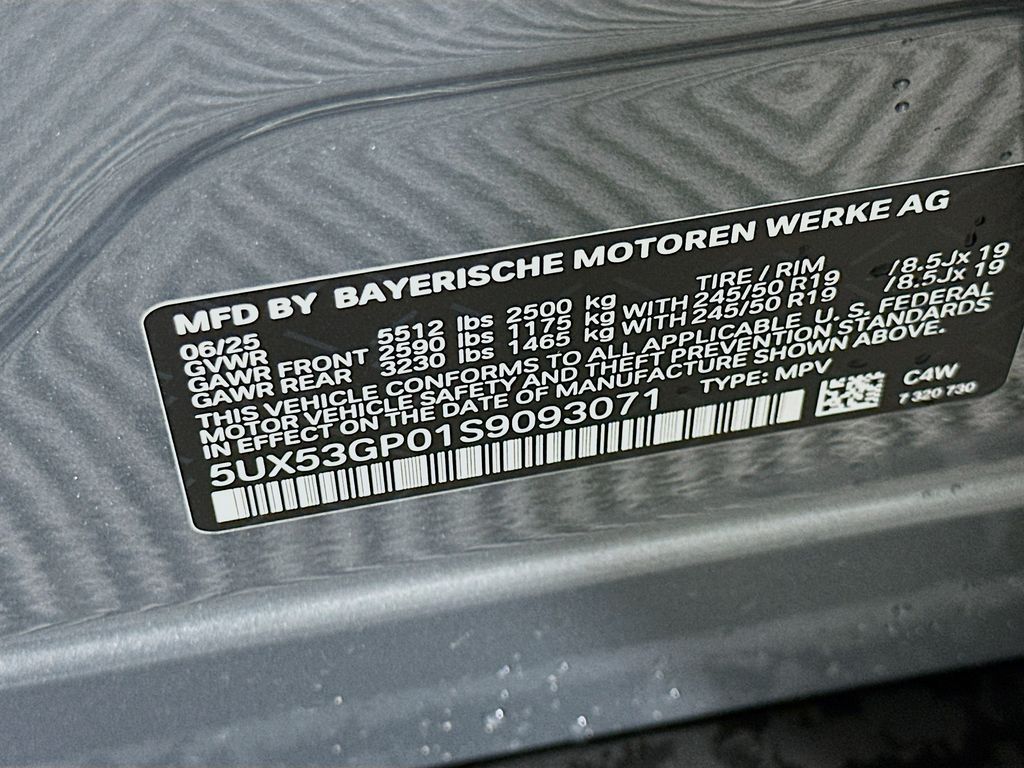 MFD BY BAYERISCHE MOTOREN WERKE AG
06/25
GVWR 5512 lbs 2500 kg TIRE / RIM
GAWR FRONT 2590 lbs 1175 kg WITH 245/50 R19 /8.5Jx 19
GAWR REAR 3230 lbs 1465 kg WITH 245/50 R19 /8.5Jx 19
THIS VEHICLE CONFORMS TO ALL APPLICABLE U. S. FEDERAL
MOTOR VEHICLE SAFETY AND THEFT PREVENTION STANDARDS
IN EFFECT ON THE DATE OF MANUFACTURE SHOWN ABOVE.
5UX53GP01S9093071 TYPE: MPV
C4W
7 320 730